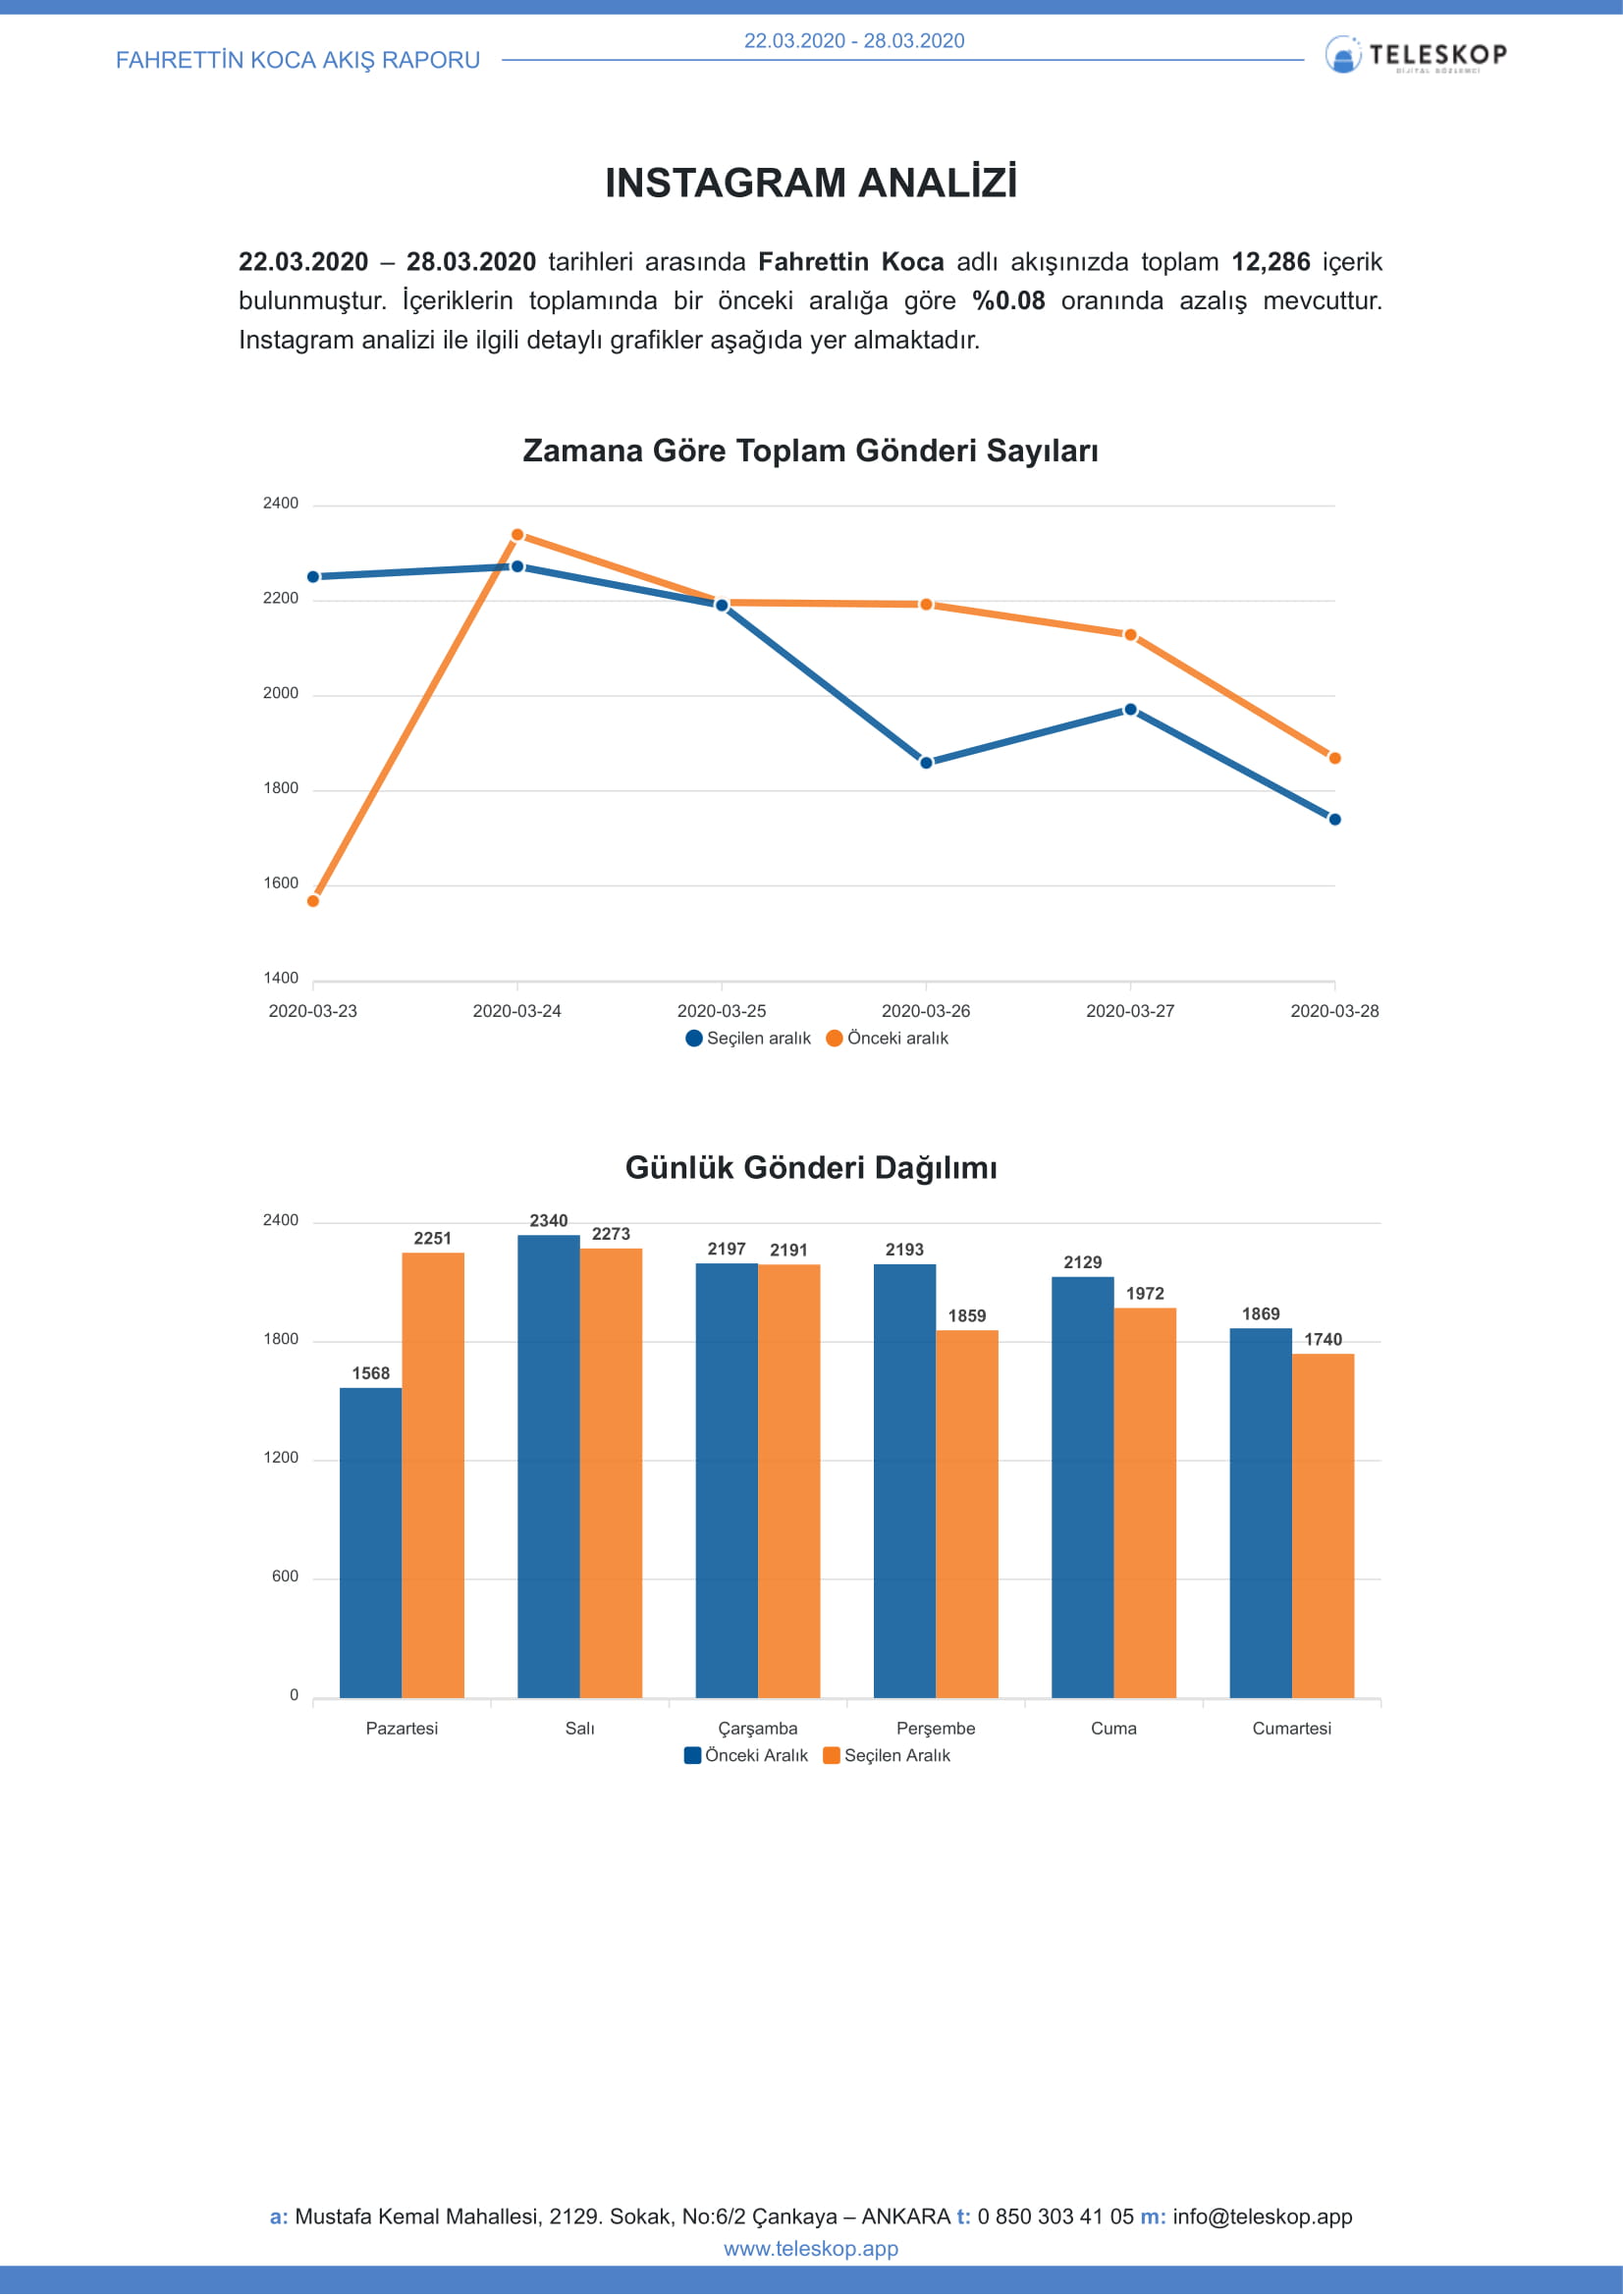 22.03.2020 - 28.03.2020
FAHRETTİN KOCA AKIŞ RAPORU
TELESKOP
DİJİTAL GÖZLEMCİ
INSTAGRAM ANALİZİ
22.03.2020 – 28.03.2020 tarihleri arasında Fahrettin Koca adlı akışınızda toplam 12,286 içerik
bulunmuştur. İçeriklerin toplamında bir önceki aralığa göre %0.08 oranında azalış mevcuttur.
Instagram analizi ile ilgili detaylı grafikler aşağıda yer almaktadır.
Zamana Göre Toplam Gönderi Sayıları
2400
2200
2000
1800
1600
1400
2020-03-23 2020-03-24 2020-03-25 2020-03-26 2020-03-27 2020-03-28
Seçilen aralık Önceki aralık
Günlük Gönderi Dağılımı
2400
1800
1200
600
0
1568 2251 2340 2273 2197 2191 2193 1859 2129 1972 1869 1740
Pazartesi Salı Çarşamba Perşembe Cuma Cumartesi
Önceki Aralık Seçilen Aralık
a: Mustafa Kemal Mahallesi, 2129. Sokak, No:6/2 Çankaya – ANKARA t: 0 850 303 41 05 m: info@teleskop.app
www.teleskop.app